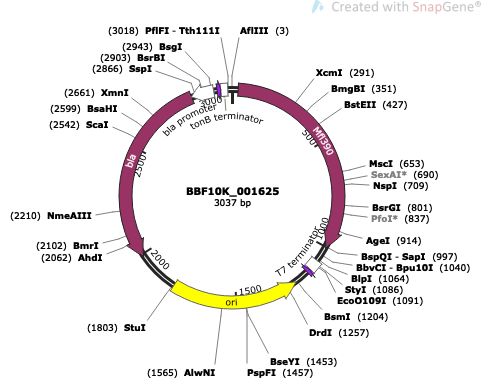 Created with SnapGene®
(3018) PflFI - Tth111I
AflIII (3)
(2943) BsgI
(2903) BsrBI
(2866) SspI
(2661) XmnI
(2599) BsaHI
(2542) ScaI
(2210) NmeAIII
(2102) BmrI
(2062) AhdI
(1803) StuI
(1565) AlwNI
XcmI (291)
BmgBI (351)
BstEII (427)
MscI (653)
SexAI* (690)
NspI (709)
BsrGI (801)
PfoI* (837)
AgeI (914)
BspQI - SapI (997)
BbvCI - Bpu10I (1040)
BlpI (1064)
StyI (1086)
EcoO109I (1091)
BsmI (1204)
DrdI (1257)
BseYI (1453)
PspFI (1457)
BBF10K_001625
3037 bp
bla promoter
tonB terminator
T7 terminator
bla
Mfl390
ori
500
1000
1500
2000
2500
3000